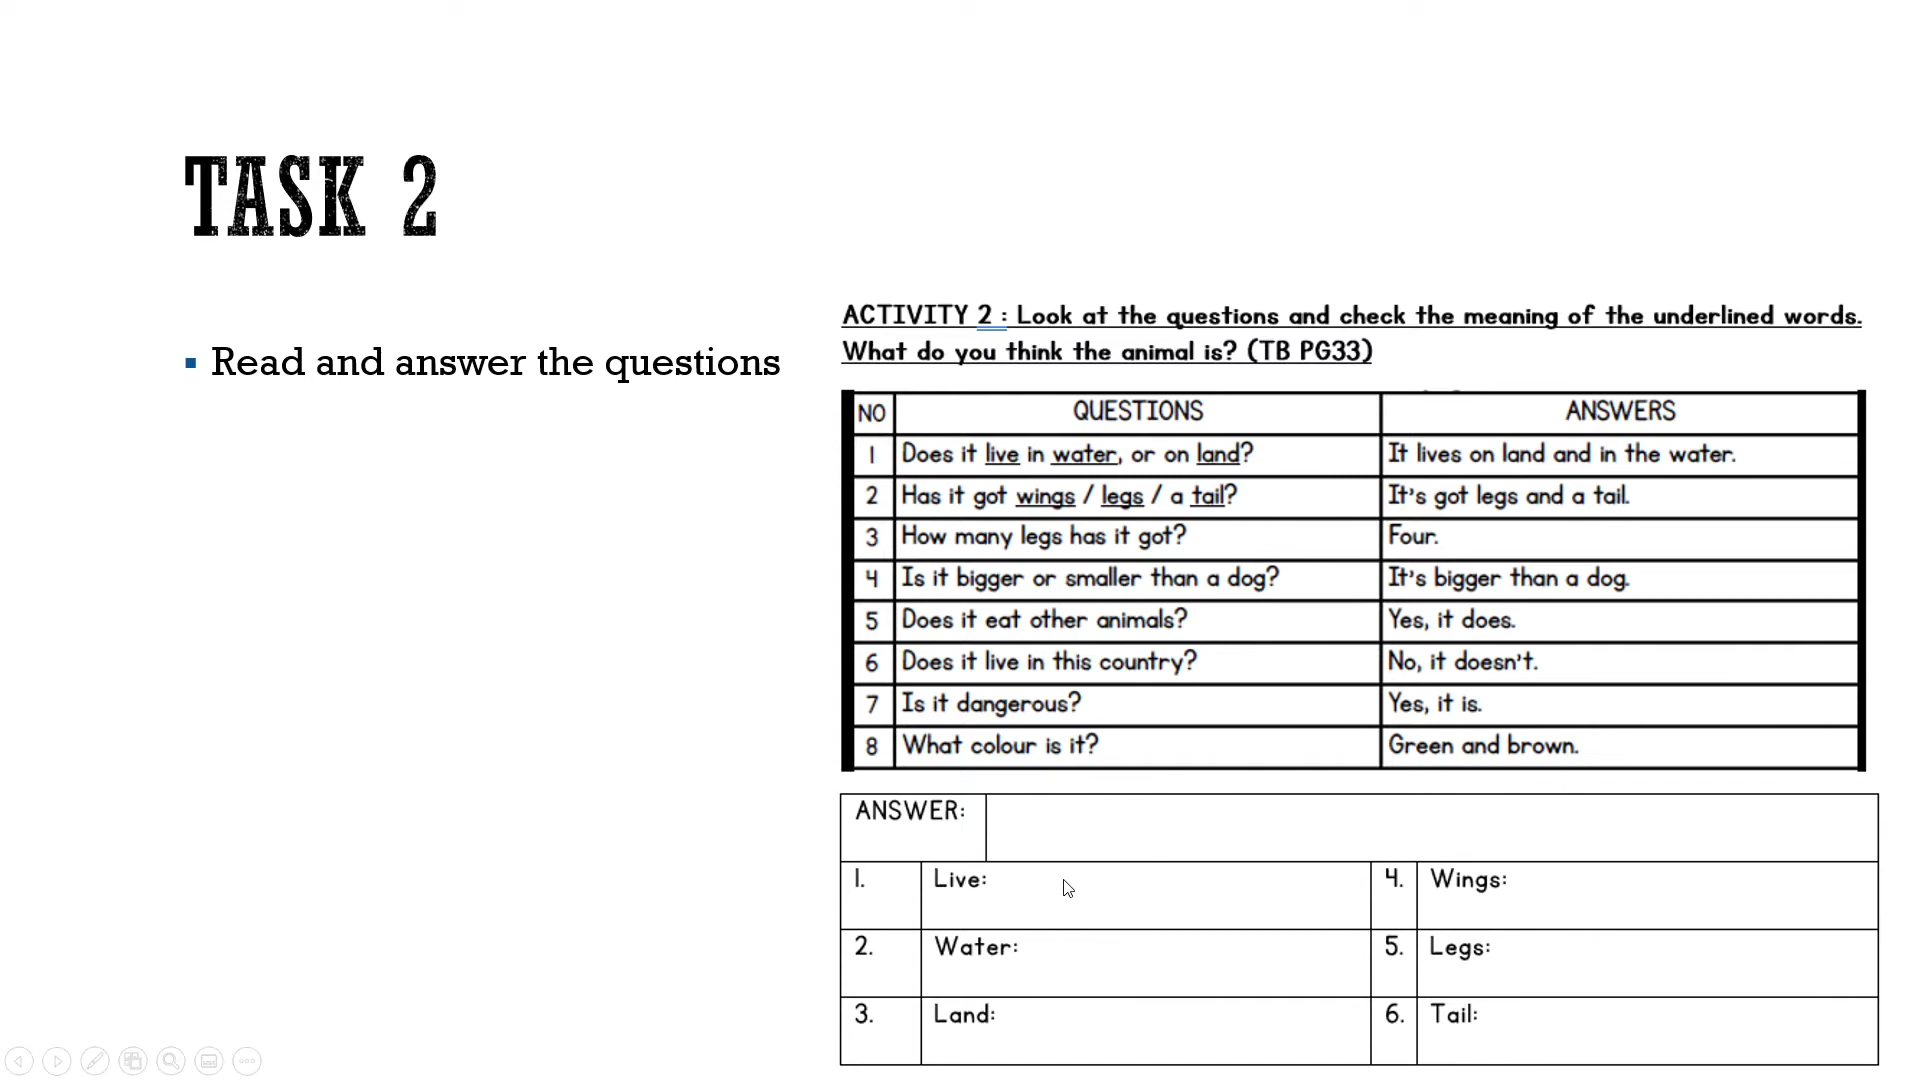 TASK 2
Read and answer the questions
ACTIVITY 2 : Look at the questions and check the meaning of the underlined words.
What do you think the animal is? (TB PG33)
NO QUESTIONS ANSWERS
1 Does it live in water, or on land? It lives on land and in the water.
2 Has it got wings / legs / a tail? It's got legs and a tail.
3 How many legs has it got? Four.
4 Is it bigger or smaller than a dog? It's bigger than a dog.
5 Does it eat other animals? Yes, it does.
6 Does it live in this country? No, it doesn't.
7 Is it dangerous? Yes, it is.
8 What colour is it? Green and brown.
ANSWER:
1. Live: 4. Wings:
2. Water: 5. Legs:
3. Land: 6. Tail: